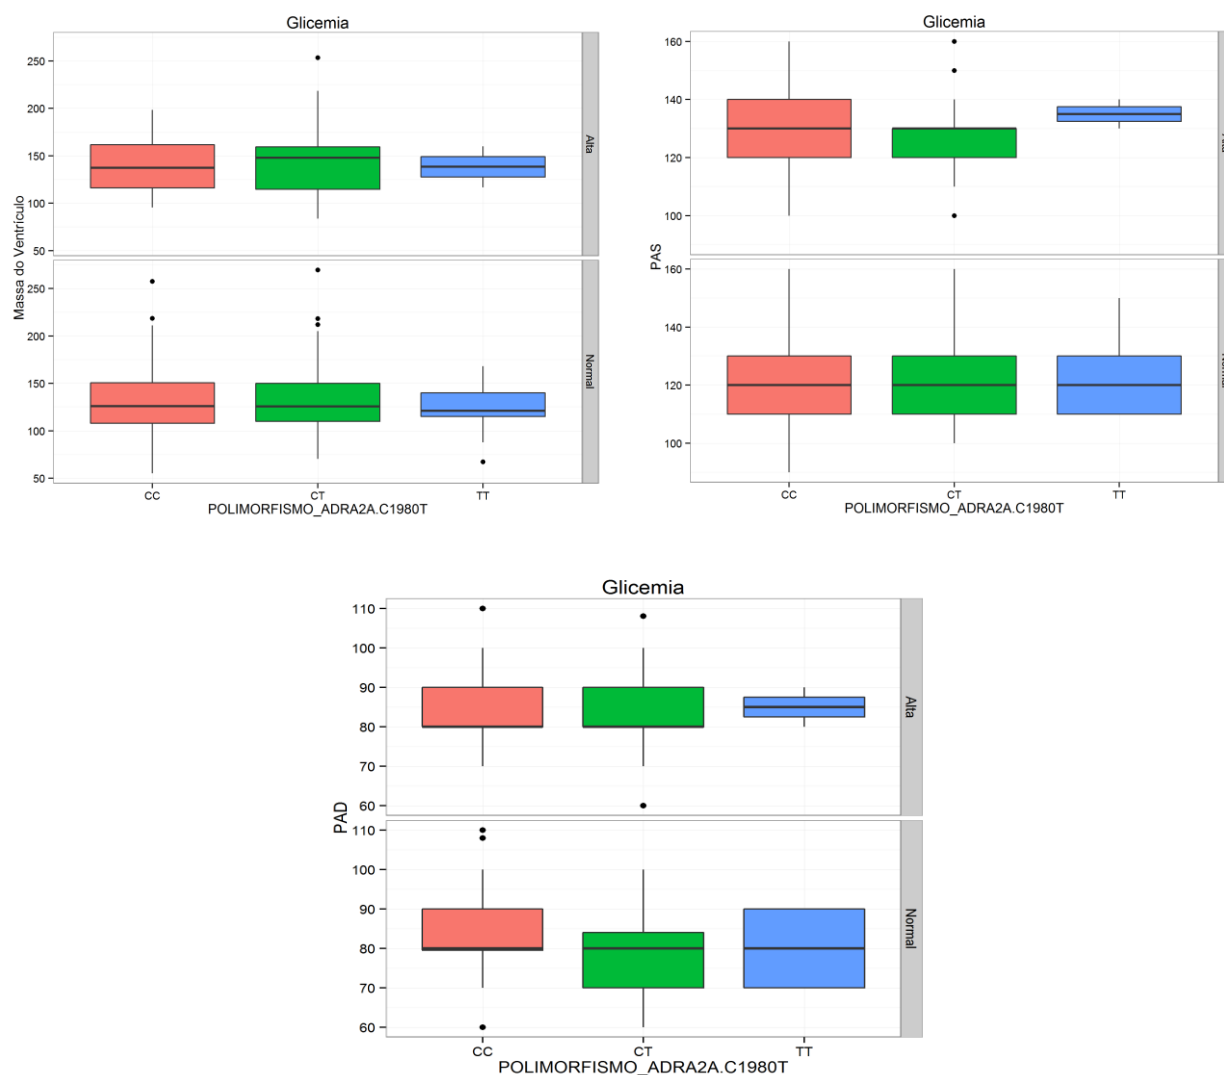 Glicemia
Massa do Ventrículo
250
200
150
100
50
Alta
250
200
150
100
50
Normal
CC CT TT
POLIMORFISMO_ADRA2A.C1980T
Glicemia
PAS
160
140
120
100
160
140
120
100
CC CT TT
POLIMORFISMO_ADRA2A.C1980T
Glicemia
PAD
110
100
90
80
70
60
Alta
110
100
90
80
70
60
Normal
CC CT TT
POLIMORFISMO_ADRA2A.C1980T